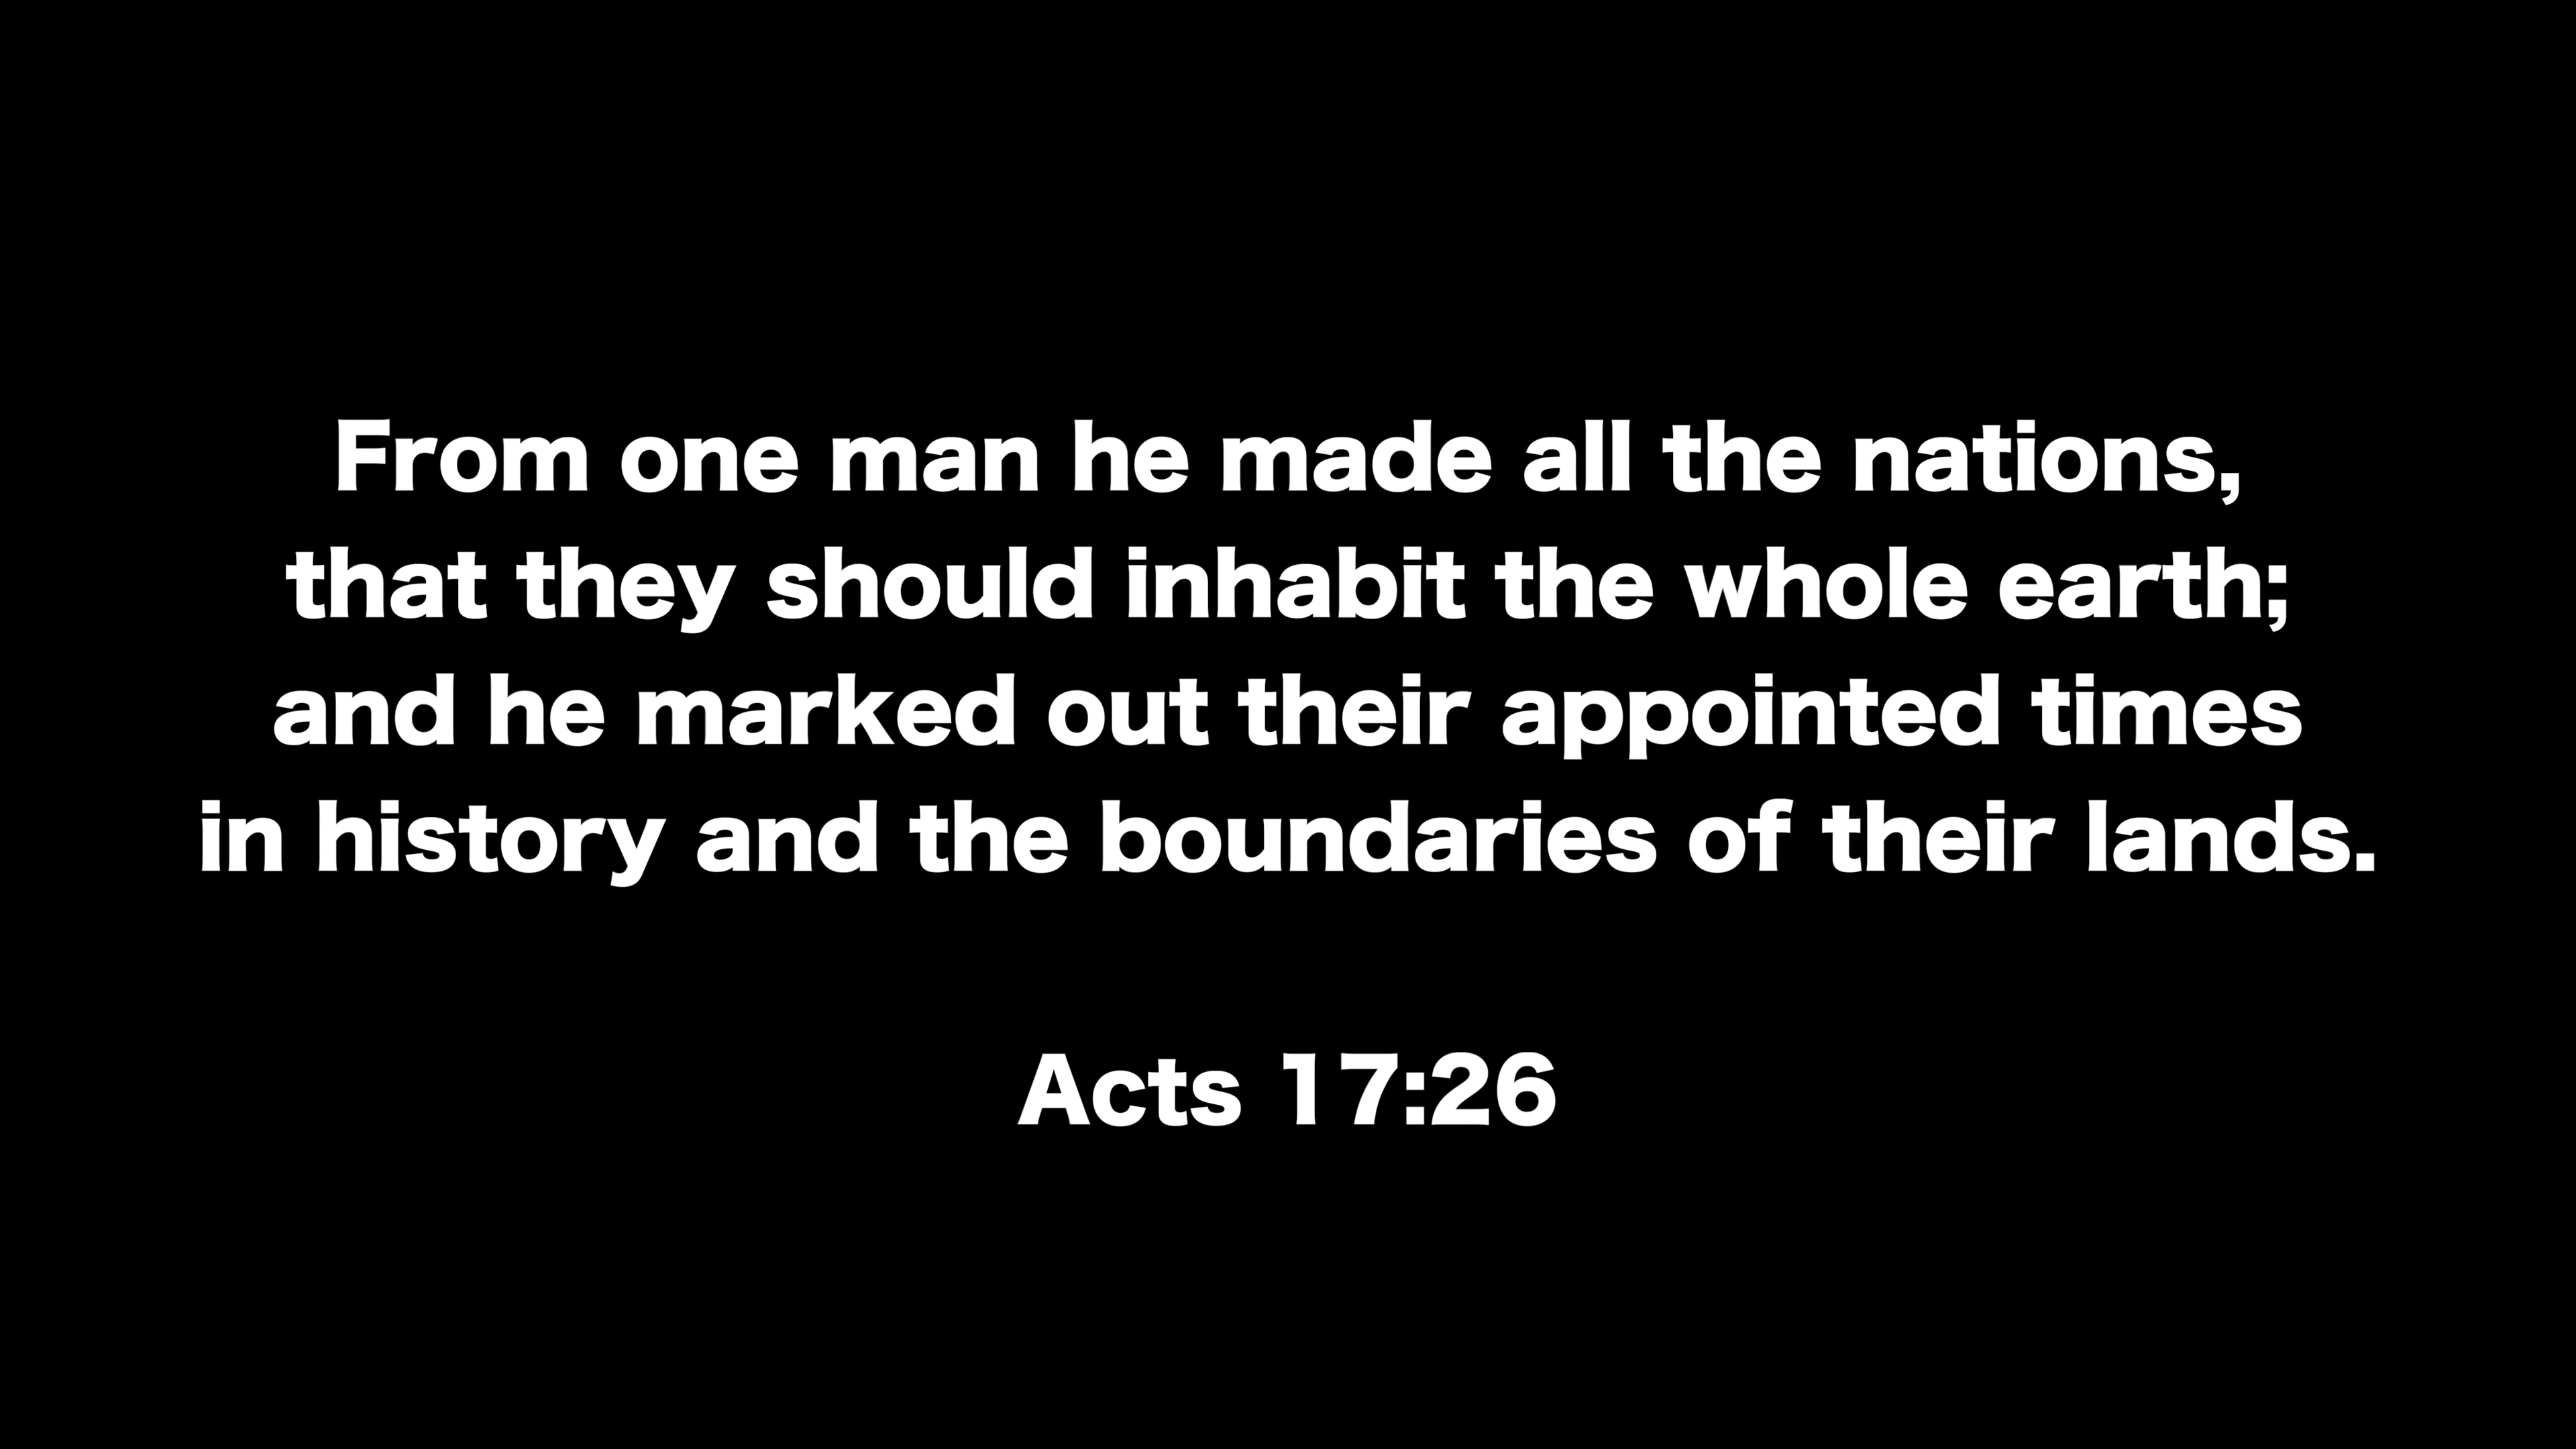 From one man he made all the nations,
that they should inhabit the whole earth;
and he marked out their appointed times
in history and the boundaries of their lands.
Acts 17:26